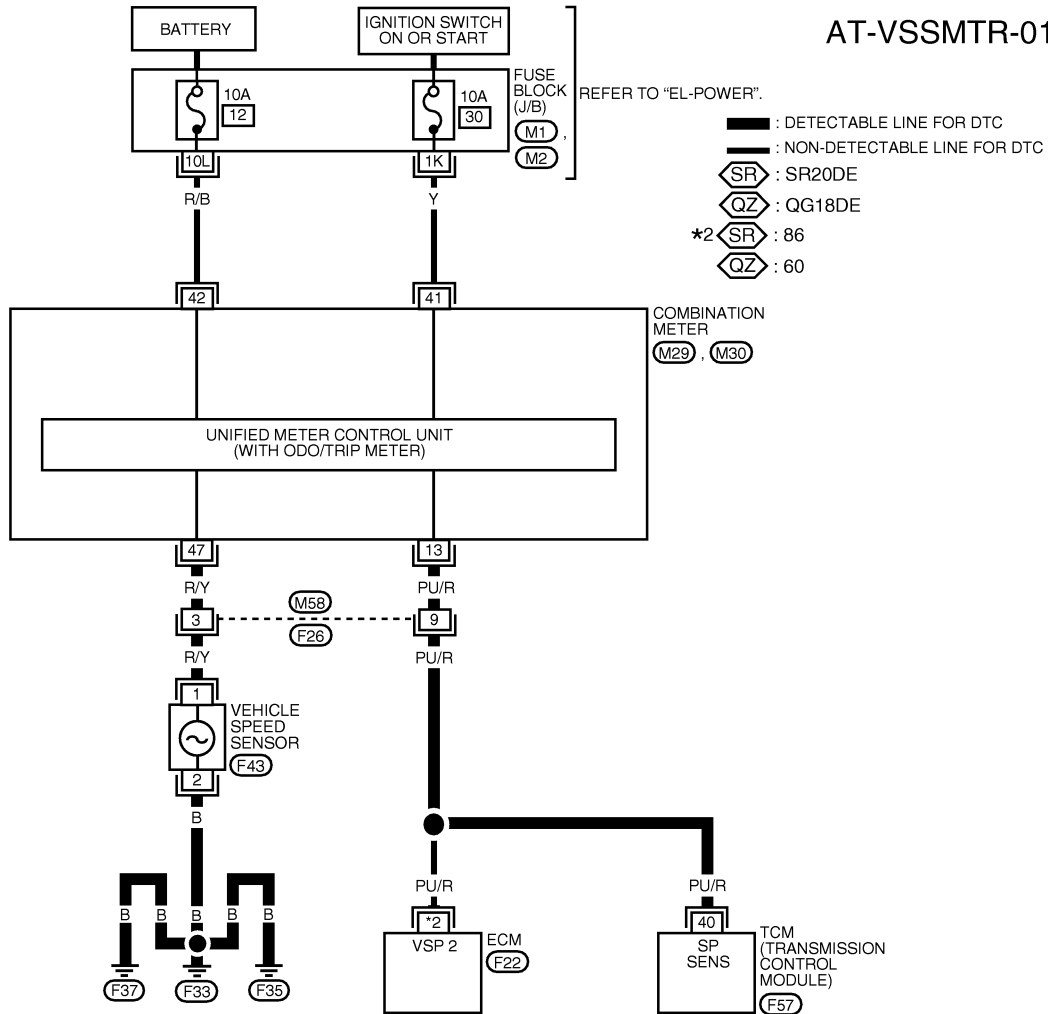 AT-VSSMTR-01
BATTERY
IGNITION SWITCH
ON OR START
10A
12
10A
30
FUSE
BLOCK
(J/B)
M1 ,
M2
REFER TO "EL-POWER".
: DETECTABLE LINE FOR DTC
: NON-DETECTABLE LINE FOR DTC
SR : SR20DE
QZ : QG18DE
*2 SR : 86
QZ : 60
10L
1K
R/B
Y
42
41
COMBINATION
METER
M29 , M30
UNIFIED METER CONTROL UNIT
(WITH ODO/TRIP METER)
47
13
R/Y
PU/R
3
M58
F26
9
R/Y
PU/R
1
VEHICLE
SPEED
SENSOR
F43
2
B
B
B
B
B
B
F37
F33
F35
PU/R
PU/R
*2
VSP 2
ECM
F22
40
SP
SENS
TCM
(TRANSMISSION
CONTROL
MODULE)
F57